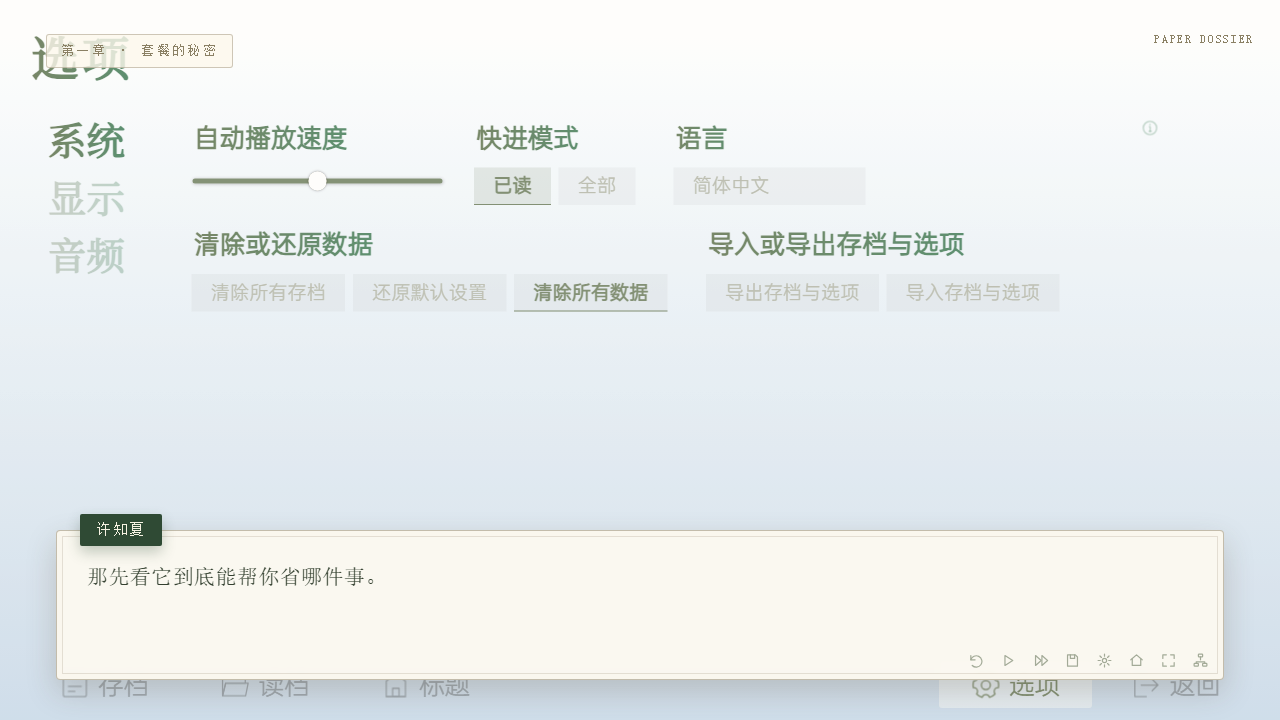 选项
第一章 · 套餐的秘密
PAPER DOSSIER
系统
显示
音频
自动播放速度
快进模式
语言
已读
全部
简体中文
清除或还原数据
导入或导出存档与选项
清除所有存档
还原默认设置
清除所有数据
导出存档与选项
导入存档与选项
许知夏
那先看它到底能帮你省哪件事。
存档
读档
标题
选项
返回